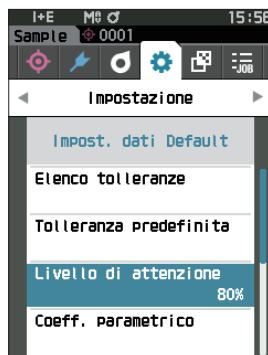 I+E M0 15:56
Sample 0001
-JOB
Impostazione
Impost. dati Default
Elenco tolleranze
Tolleranza predefinita
Livello di attenzione
80%
Coeff. parametrico